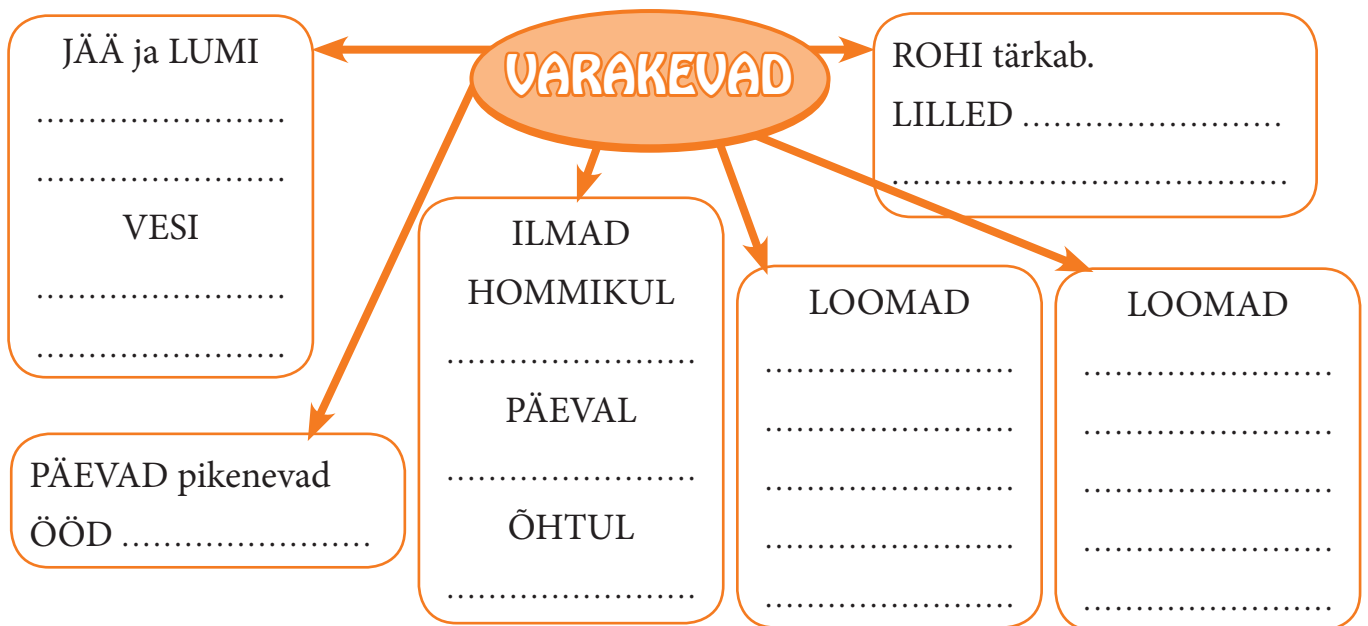 VARAKEVAD
JÄÄ ja LUMI
........................
........................
VESI
........................
........................
PÄEVAD pikenevad
ÖÖD ........................
ILMAD
HOMMIKUL
........................
PÄEVAL
........................
ÕHTUL
........................
LOOMAD
........................
........................
........................
........................
........................
LOOMAD
........................
........................
........................
........................
........................
ROHI tärkab.
LILLED .........................
......................................